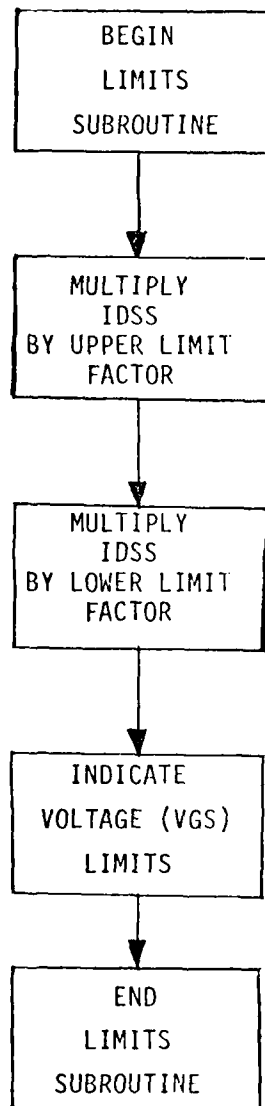 BEGIN
LIMITS
SUBROUTINE
MULTIPLY
IDSS
BY UPPER LIMIT
FACTOR
MULTIPLY
IDSS
BY LOWER LIMIT
FACTOR
INDICATE
VOLTAGE (VGS)
LIMITS
END
LIMITS
SUBROUTINE